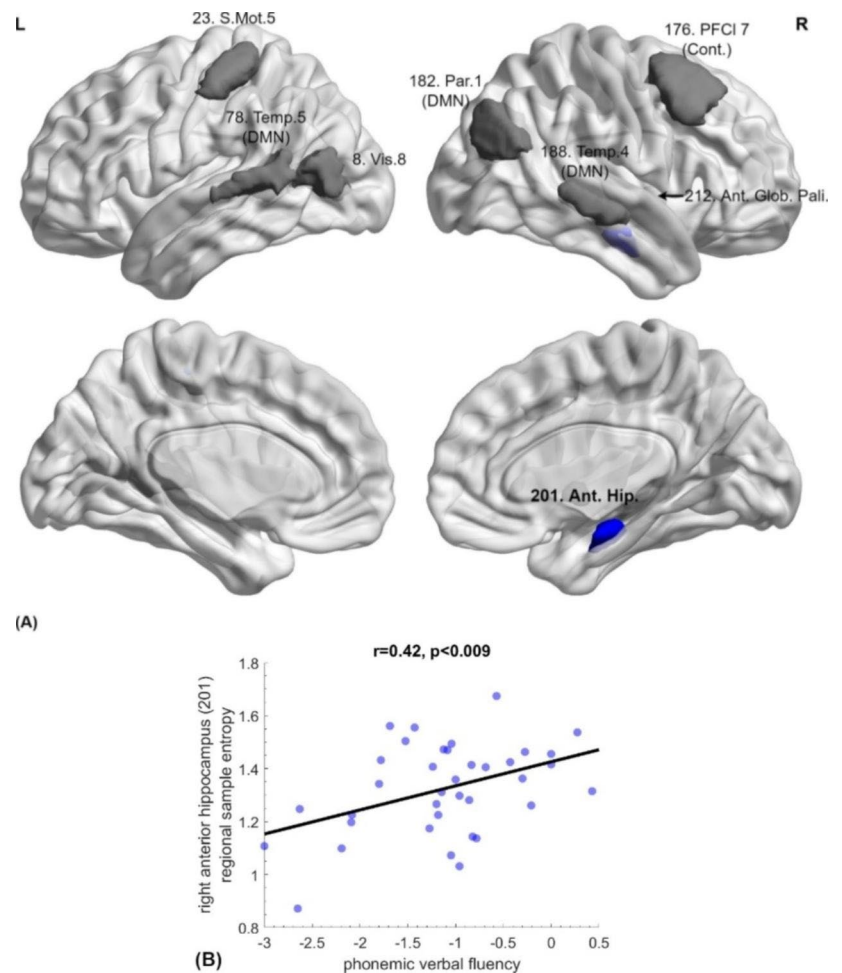 L
23. S.Mot.5
176. PFCl 7
(Cont.)
R
182. Par.1
(DMN)
78. Temp.5
(DMN)
8. Vis.8
188. Temp.4
(DMN)
212. Ant. Glob. Pali.
201. Ant. Hip.
(A)
r=0.42, p<0.009
right anterior hippocampus (201)
regional sample entropy
1.8
1.6
1.4
1.2
1
0.8
-3 -2.5 -2 -1.5 -1 -0.5 0 0.5
phonemic verbal fluency
(B)